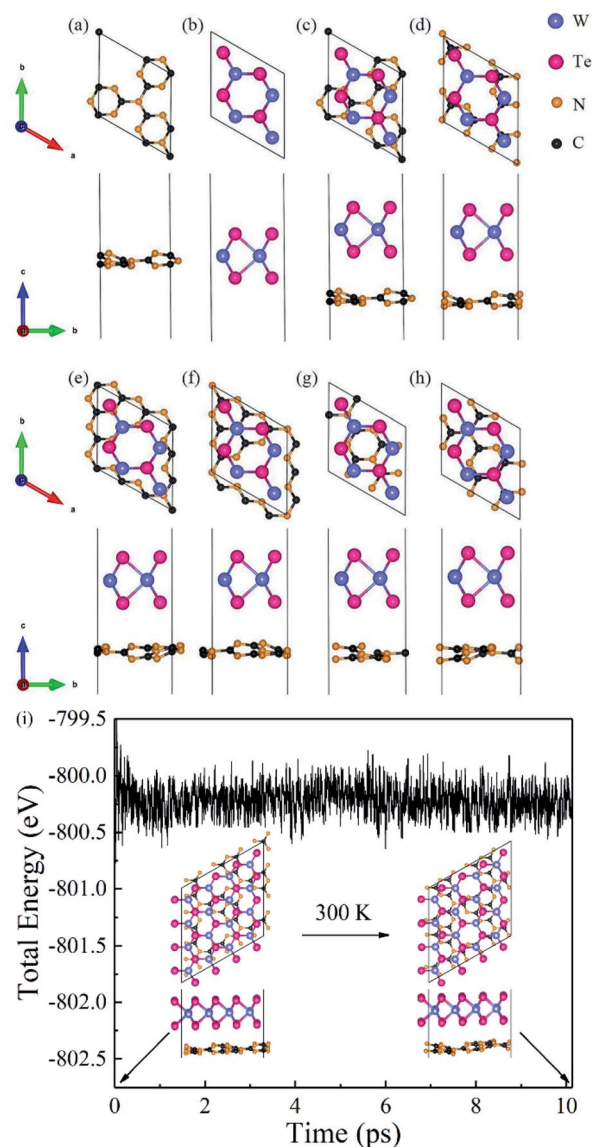 (a) (b) (c) (d)
W
Te
N
C
b
a
c
b
(e) (f) (g) (h)
b
a
c
b
(i)
-799.5
-800.0
-800.5
-801.0
-801.5
-802.0
-802.5
Total Energy (eV)
300 K
0 2 4 6 8 10
Time (ps)